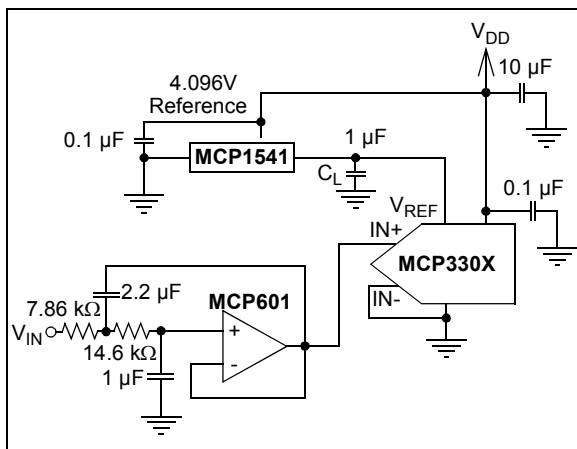 V_DD
10 µF
4.096V
Reference
0.1 µF
MCP1541
1 µF
C_L
V_REF
0.1 µF
IN+
MCP330X
IN-
2.2 µF
MCP601
7.86 kΩ
V_IN
14.6 kΩ
+
-
1 µF